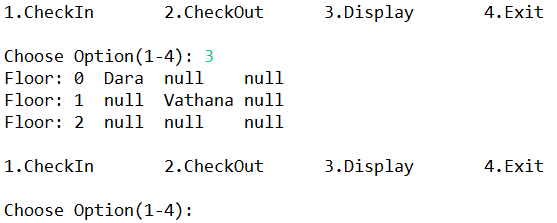 1.CheckIn 2.CheckOut 3.Display 4.Exit
Choose Option(1-4): 3
Floor: 0 Dara null null
Floor: 1 null Vathana null
Floor: 2 null null null
1.CheckIn 2.CheckOut 3.Display 4.Exit
Choose Option(1-4):